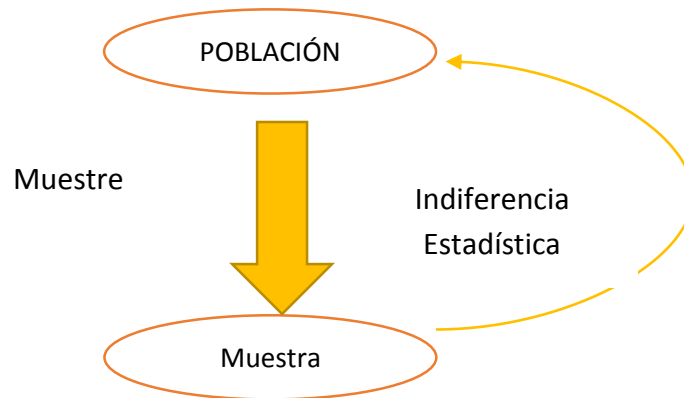 POBLACIÓN
Muestre
Indiferencia
Estadística
Muestra